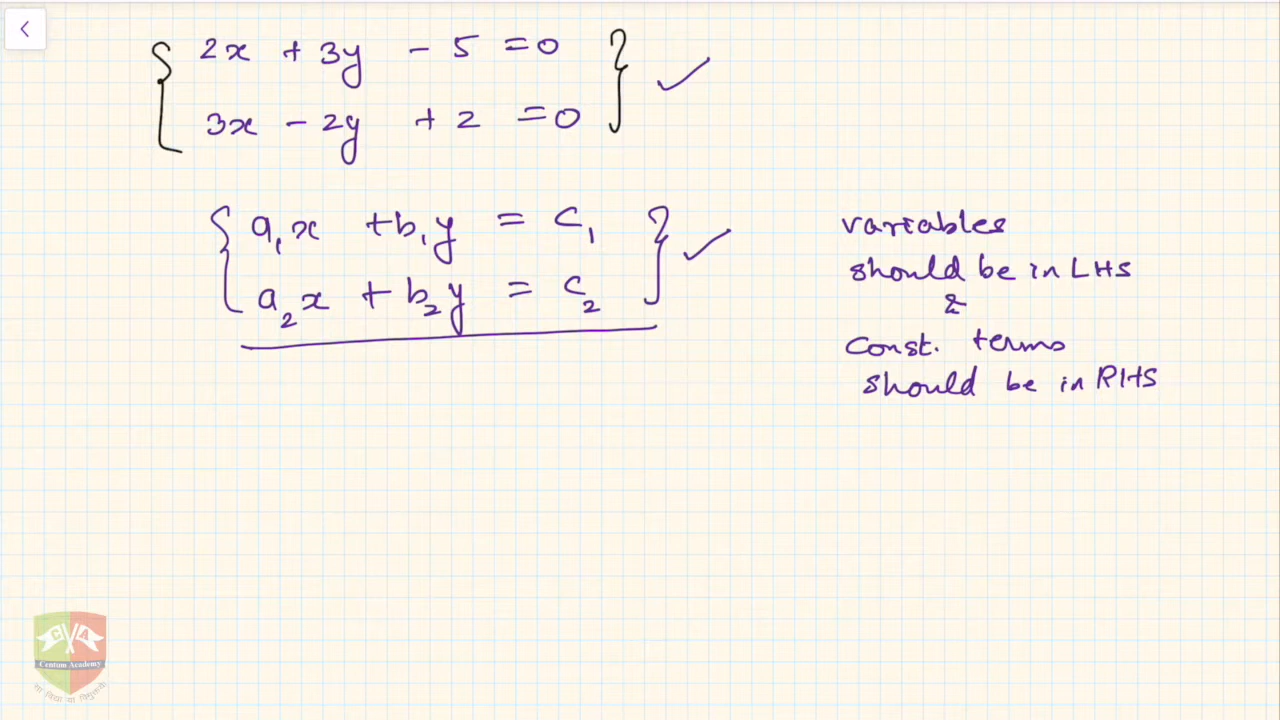 2x + 3y - 5 = 0
3x - 2y + 2 = 0
a₁x + b₁y = c₁
a₂x + b₂y = c₂
variables
should be in LHS
&
const. terms
should be in RHS
C A
Centum Academy